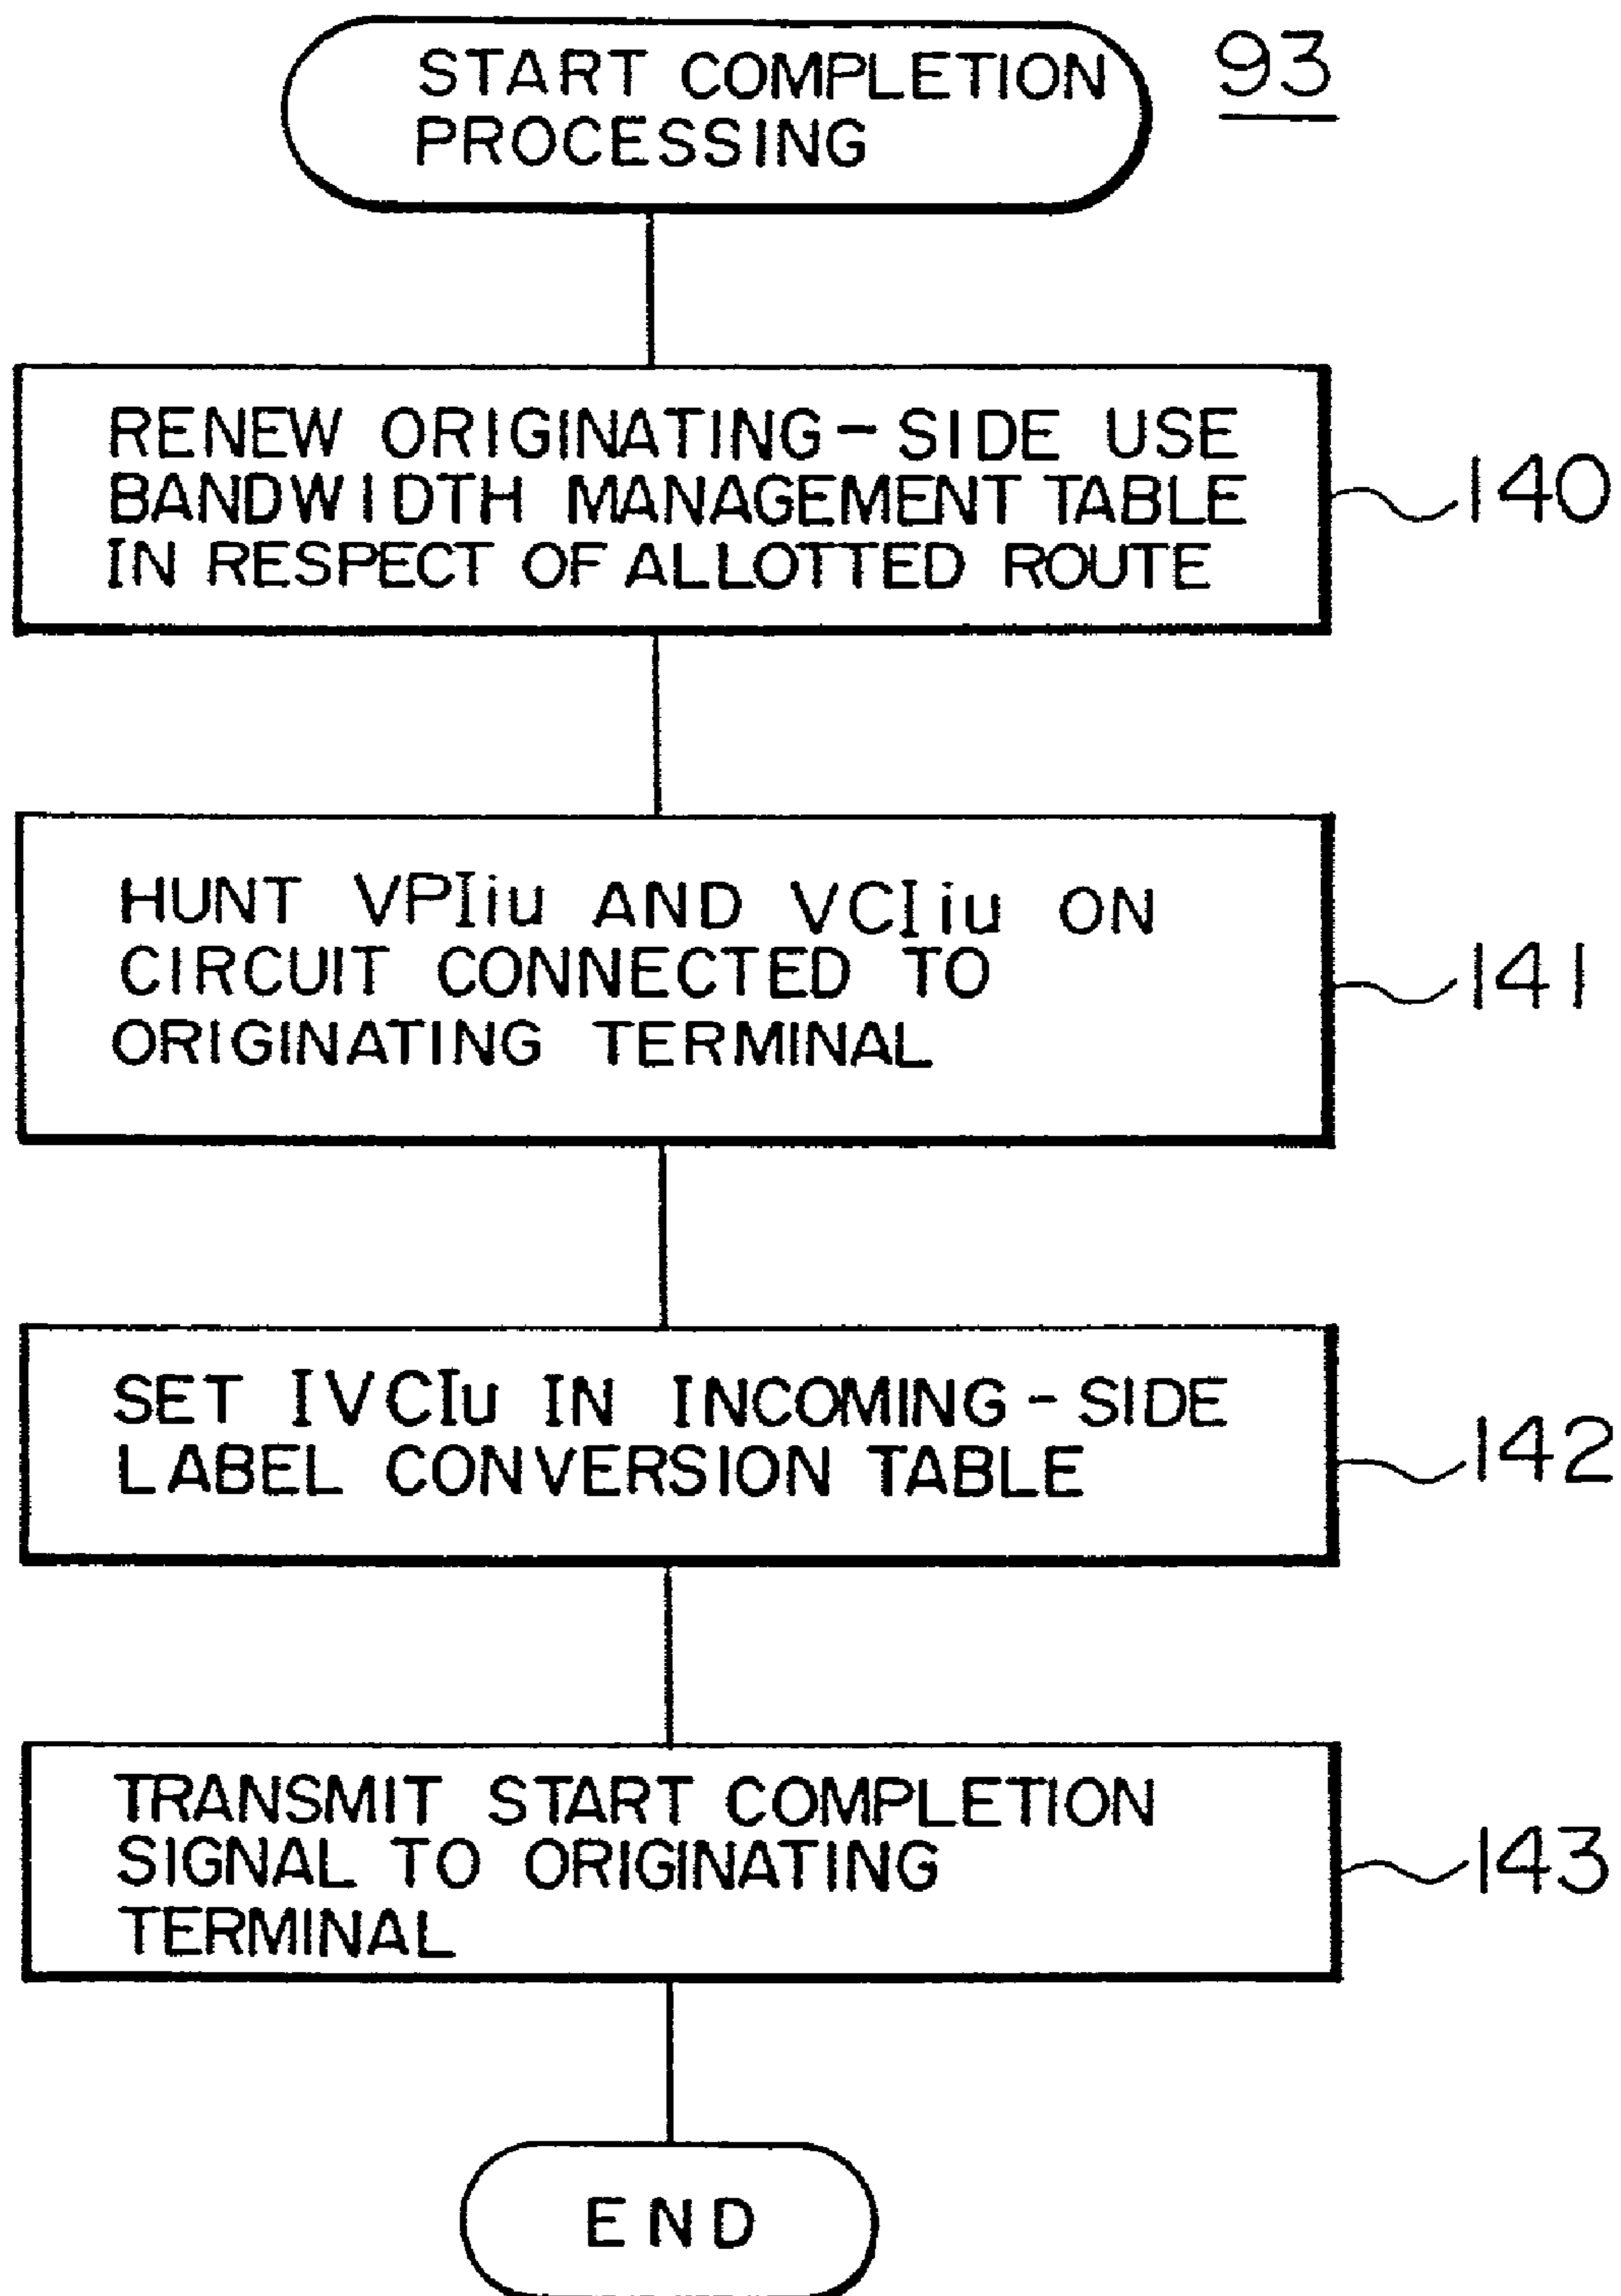 START COMPLETION
PROCESSING
93
RENEW ORIGINATING-SIDE USE
BANDWIDTH MANAGEMENT TABLE
IN RESPECT OF ALLOTTED ROUTE
140
HUNT VPIiu AND VCIiu ON
CIRCUIT CONNECTED TO
ORIGINATING TERMINAL
141
SET IVCIu IN INCOMING-SIDE
LABEL CONVERSION TABLE
142
TRANSMIT START COMPLETION
SIGNAL TO ORIGINATING
TERMINAL
143
END